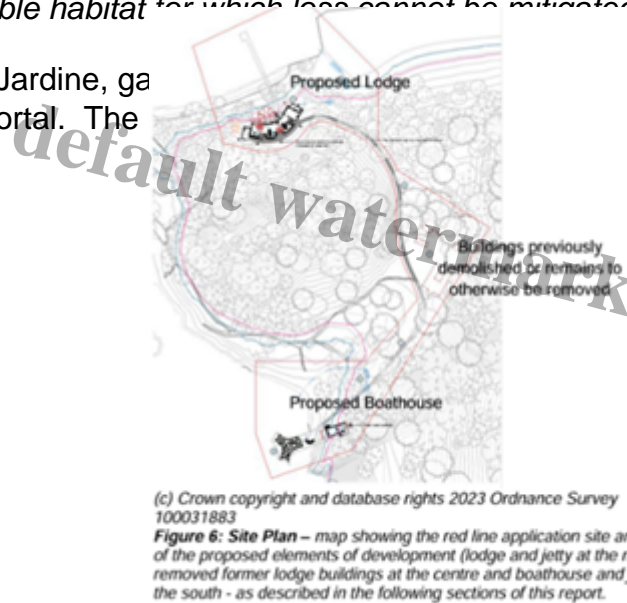 ble habitat for which loss cannot be mitigated
Jardine, ga
ortal. The
default watermark
Proposed Lodge
Buildings previously
demolished or remains to
otherwise be removed
Proposed Boathouse
(c) Crown copyright and database rights 2023 Ordnance Survey
100031883
Figure 6: Site Plan – map showing the red line application site a
of the proposed elements of development (lodge and jetty at the
removed former lodge buildings at the centre and boathouse and
the south - as described in the following sections of this report.